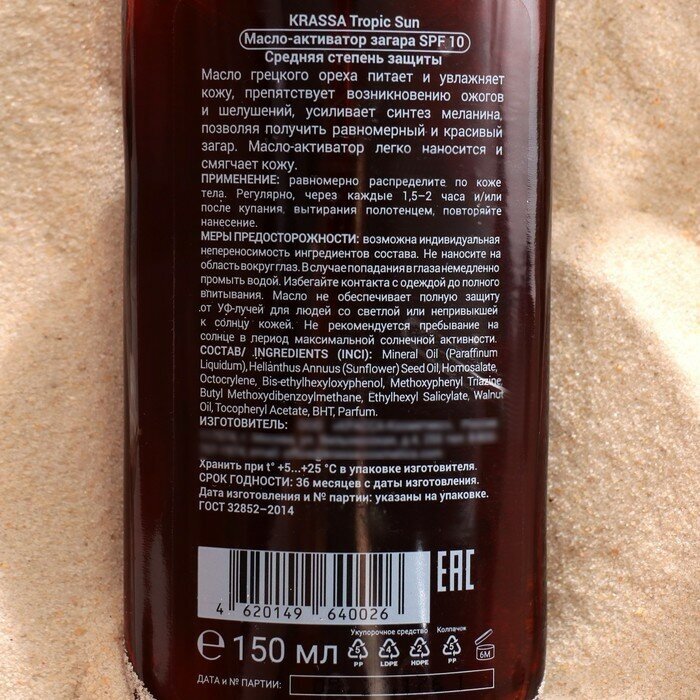 KRASSA Tropic Sun
Масло-активатор загара SPF 10
Средняя степень защиты
Масло грецкого ореха питает и увлажняет
кожу, препятствует возникновению ожогов
и шелушений, усиливает синтез меланина,
позволяя получить равномерный и красивый
загар. Масло-активатор легко наносится и
смягчает кожу.
ПРИМЕНЕНИЕ: равномерно распределите по коже
тела. Регулярно, через каждые 1,5–2 часа и/или
после купания, вытирания полотенцем, повторяйте
нанесение.
МЕРЫ ПРЕДОСТОРОЖНОСТИ: возможна индивидуальная
непереносимость ингредиентов состава. Не наносите на
область вокруг глаз. В случае попадания в глаза немедленно
промыть водой. Избегайте контакта с одеждой до полного
впитывания. Масло не обеспечивает полную защиту
от УФ-лучей для людей со светлой или непривыкшей
к солнцу кожей. Не рекомендуется пребывание на
солнце в период максимальной солнечной активности.
СОСТАВ/ INGREDIENTS (INCI): Mineral Oil (Paraffinum
Liquidum), Helianthus Annuus (Sunflower) Seed Oil, Homosalate,
Octocrylene, Bis-ethylhexyloxyphenol, Methoxyphenyl Triazine,
Butyl Methoxydibenzoylmethane, Ethylhexyl Salicylate, Walnut
Oil, Tocopheryl Acetate, BHT, Parfum.
ИЗГОТОВИТЕЛЬ:
Хранить при t° +5...+25 °C в упаковке изготовителя.
СРОК ГОДНОСТИ: 36 месяцев с даты изготовления.
Дата изготовления и № партии: указаны на упаковке.
ГОСТ 32852–2014
EAC
4 620149 640026
Укупорочное средство Колпачок
℮ 150 мл
5 4 2 5 6M
PP LDPE HDPE PP
ДАТА и № ПАРТИИ: